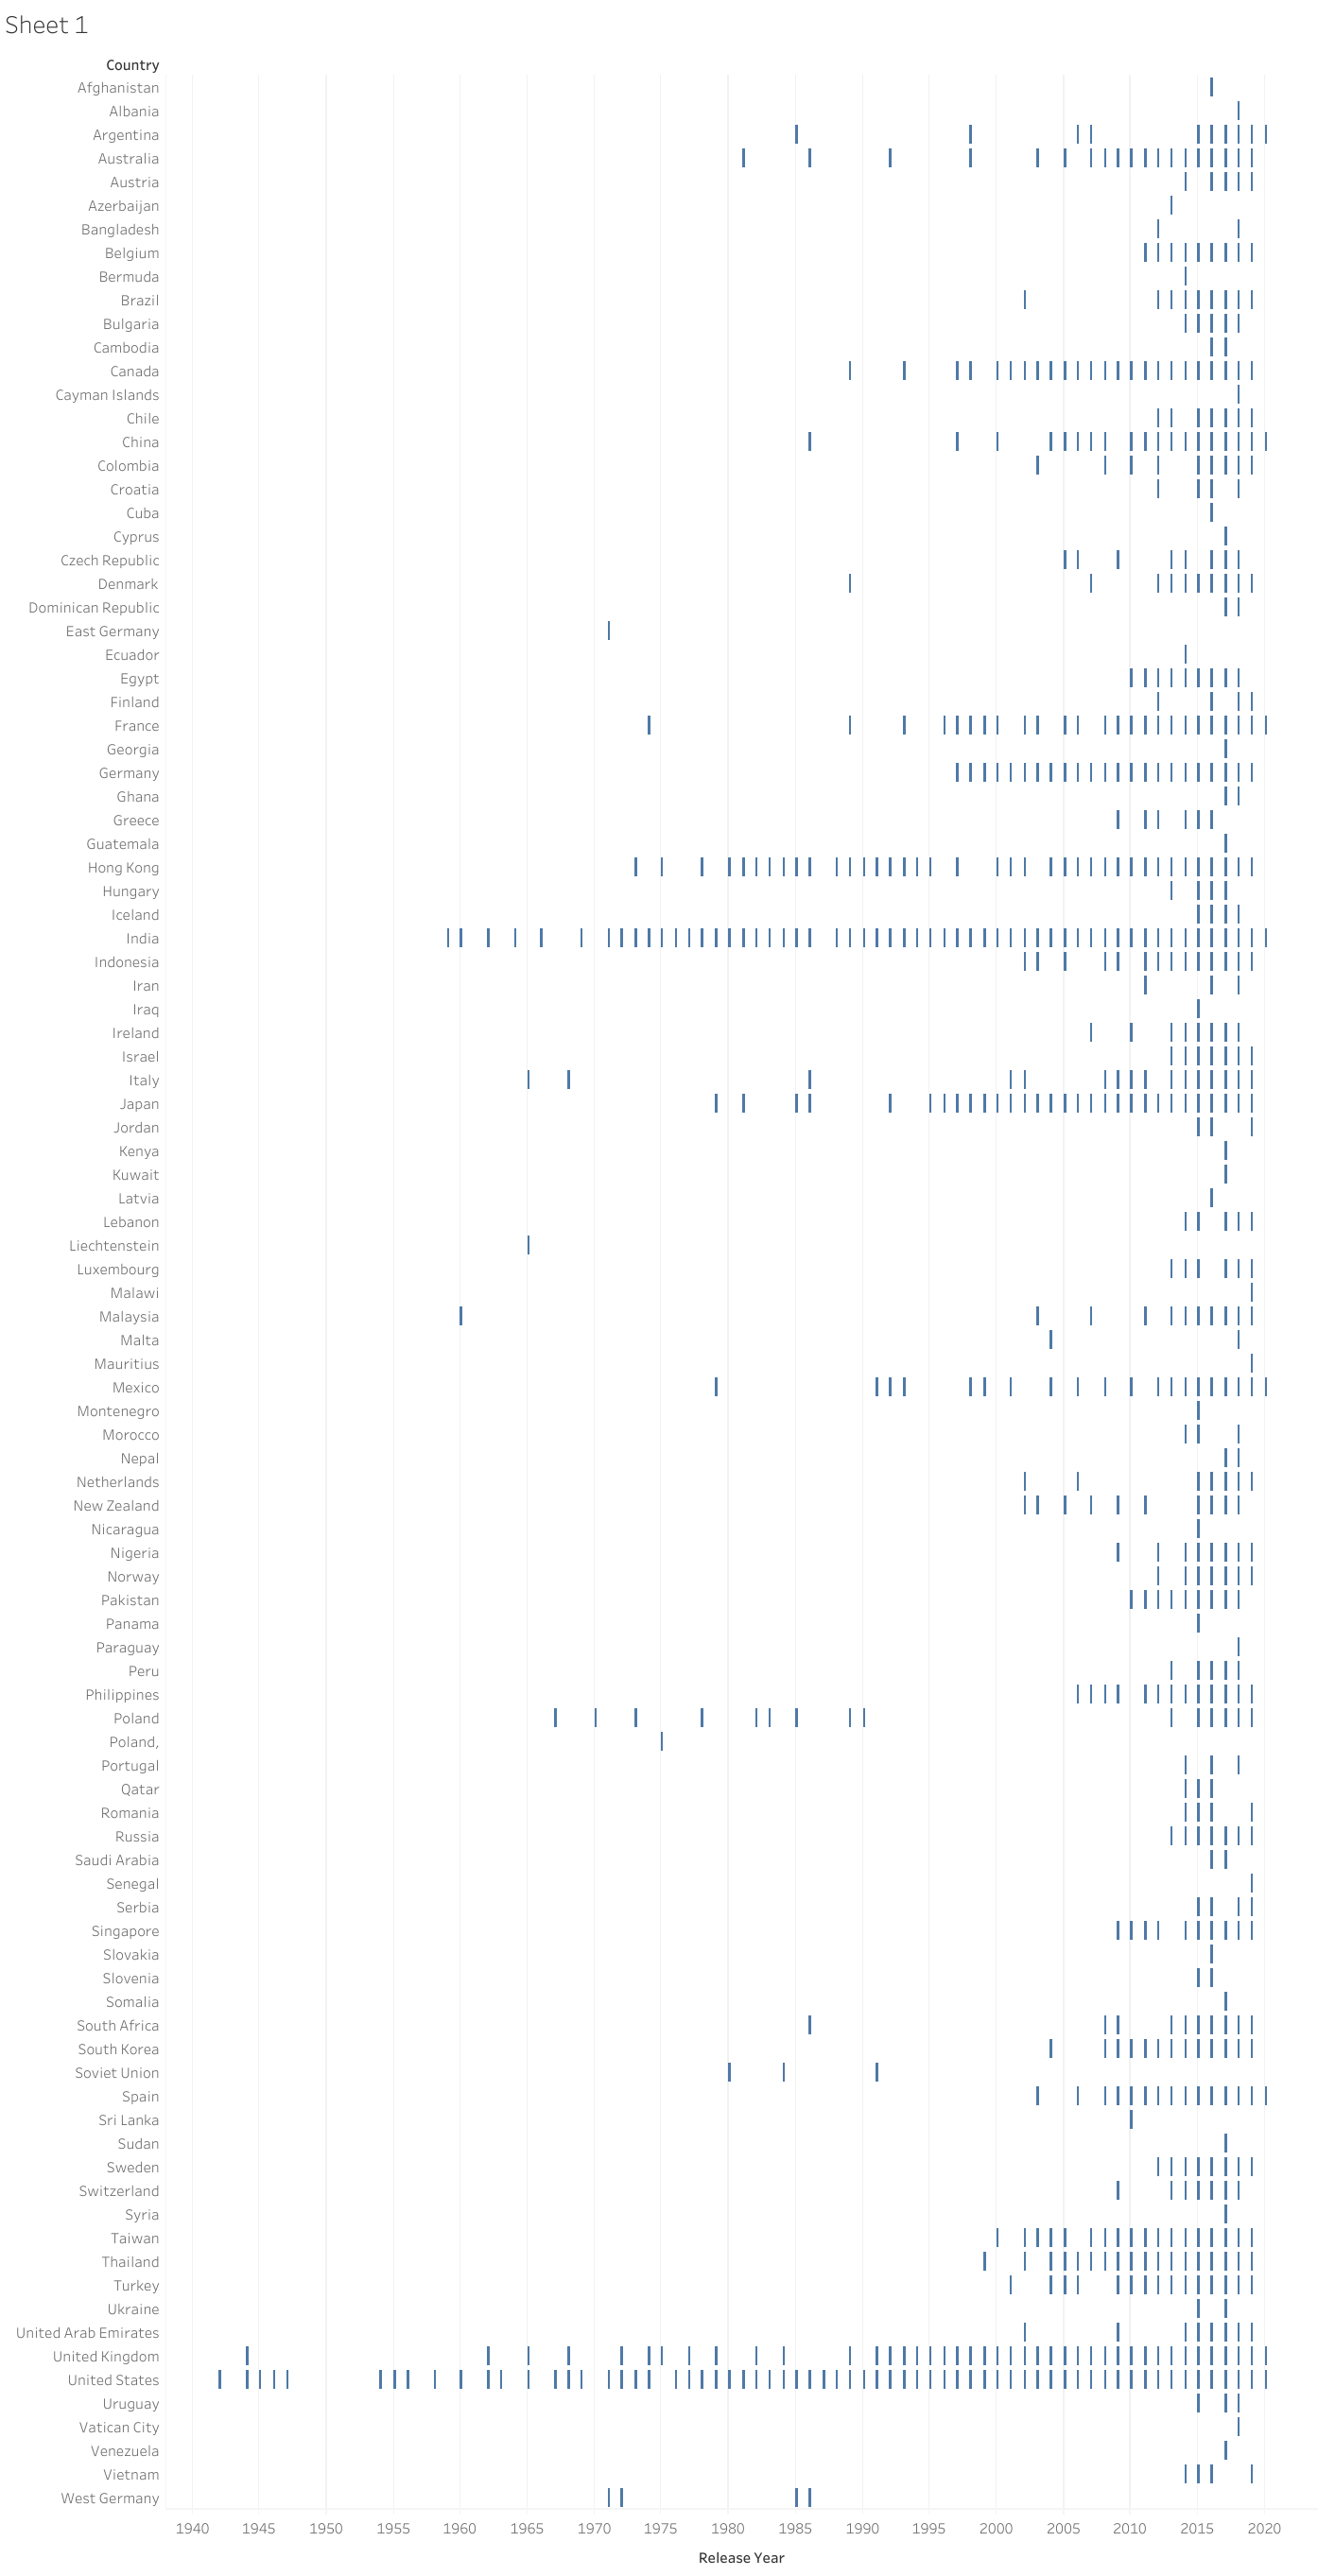 Sheet 1
Country
Afghanistan
Albania
Argentina
Australia
Austria
Azerbaijan
Bangladesh
Belgium
Bermuda
Brazil
Bulgaria
Cambodia
Canada
Cayman Islands
Chile
China
Colombia
Croatia
Cuba
Cyprus
Czech Republic
Denmark
Dominican Republic
East Germany
Ecuador
Egypt
Finland
France
Georgia
Germany
Ghana
Greece
Guatemala
Hong Kong
Hungary
Iceland
India
Indonesia
Iran
Iraq
Ireland
Israel
Italy
Japan
Jordan
Kenya
Kuwait
Latvia
Lebanon
Liechtenstein
Luxembourg
Malawi
Malaysia
Malta
Mauritius
Mexico
Montenegro
Morocco
Nepal
Netherlands
New Zealand
Nicaragua
Nigeria
Norway
Pakistan
Panama
Paraguay
Peru
Philippines
Poland
Poland,
Portugal
Qatar
Romania
Russia
Saudi Arabia
Senegal
Serbia
Singapore
Slovakia
Slovenia
Somalia
South Africa
South Korea
Soviet Union
Spain
Sri Lanka
Sudan
Sweden
Switzerland
Syria
Taiwan
Thailand
Turkey
Ukraine
United Arab Emirates
United Kingdom
United States
Uruguay
Vatican City
Venezuela
Vietnam
West Germany
1940 1945 1950 1955 1960 1965 1970 1975 1980 1985 1990 1995 2000 2005 2010 2015 2020
Release Year